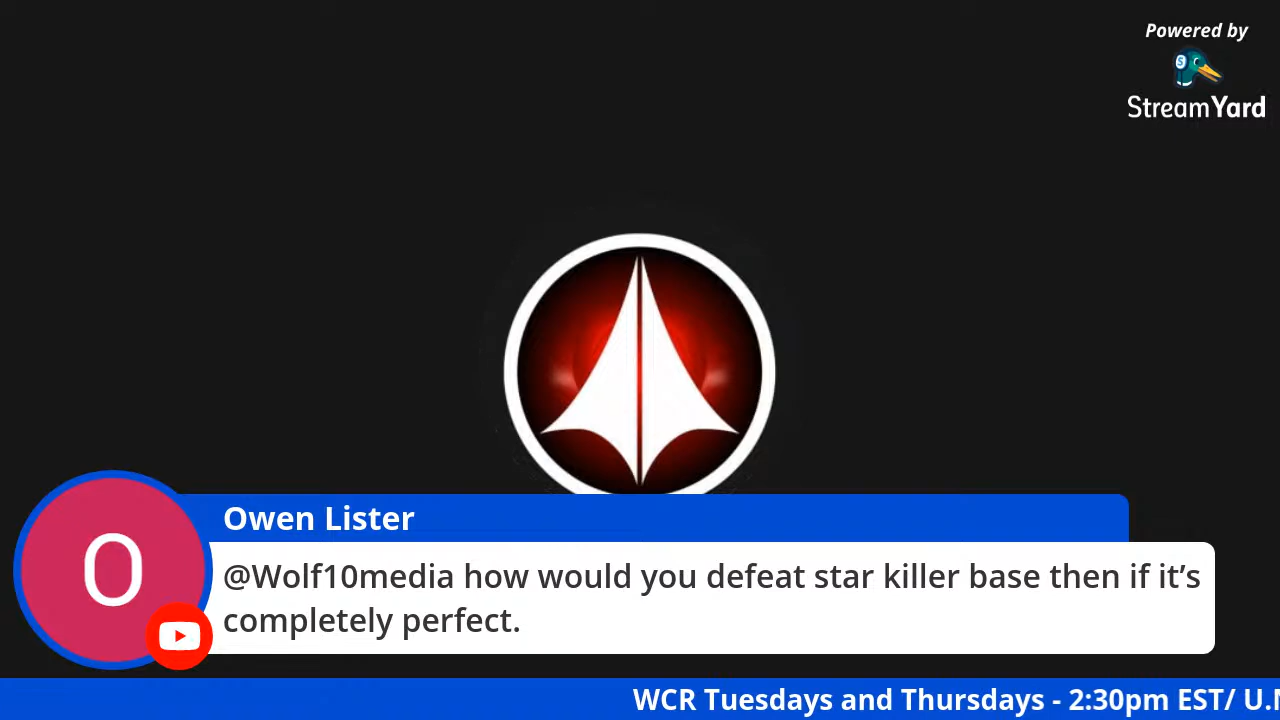 Powered by
StreamYard
Owen Lister
@Wolf10media how would you defeat star killer base then if it’s
completely perfect.
O
WCR Tuesdays and Thursdays - 2:30pm EST/ U.